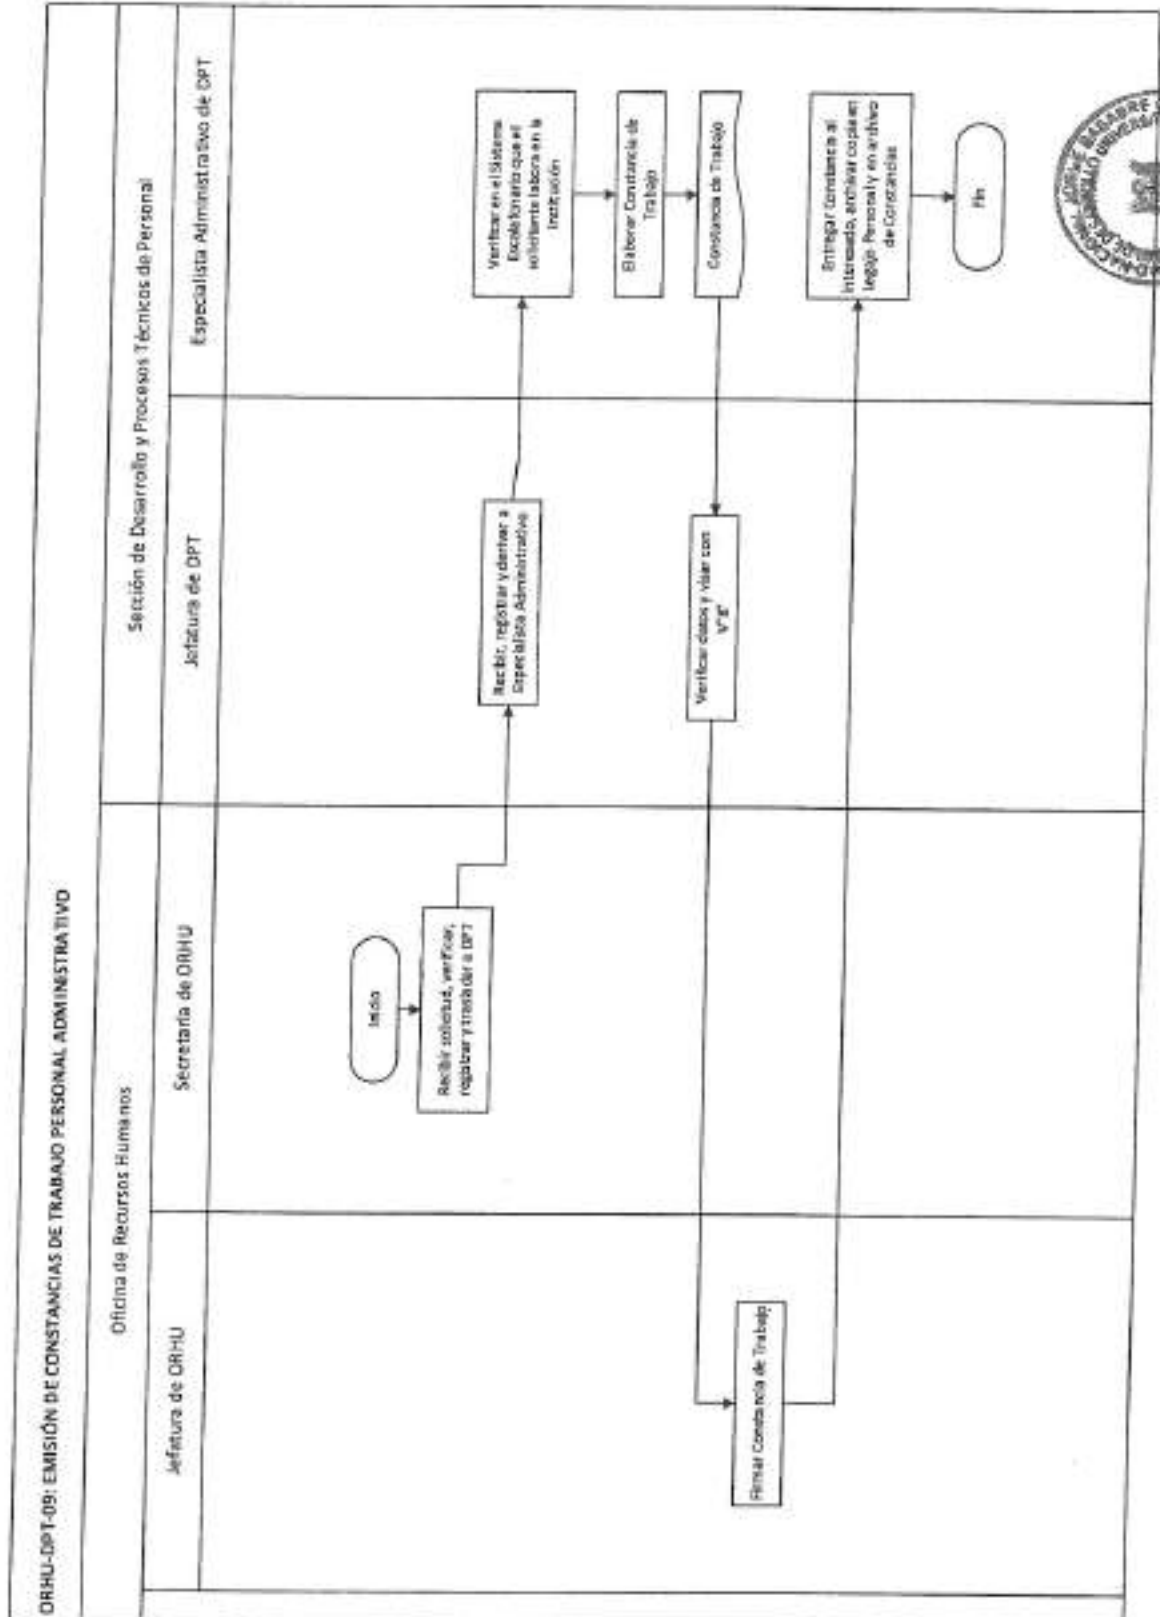 ORHU-DPT-09: EMISIÓN DE CONSTANCIAS DE TRABAJO PERSONAL ADMINISTRATIVO
Oficina de Recursos Humanos
Sección de Desarrollo y Procesos Técnicos de Personal
Jefatura de ORHU
Secretaria de ORHU
Jefatura de DPT
Especialista Administrativo de DPT
Inicio
Recibir solicitud, verificar,
registrar y trasladar a DPT
Recibir, registrar y derivar a
Especialista Administrativo
Verificar en el Sistema
Escalafonario que el
solicitante labora en la
Institución
Elaborar Constancia de
Trabajo
Constancia de Trabajo
Verificar datos y visar con
V°B°
Firmar Constancia de Trabajo
Entregar Constancia al
interesado, archivar copia en
Legajo Personal y en archivo
de Constancias
Fin
NACIONAL JORGE BASADRE